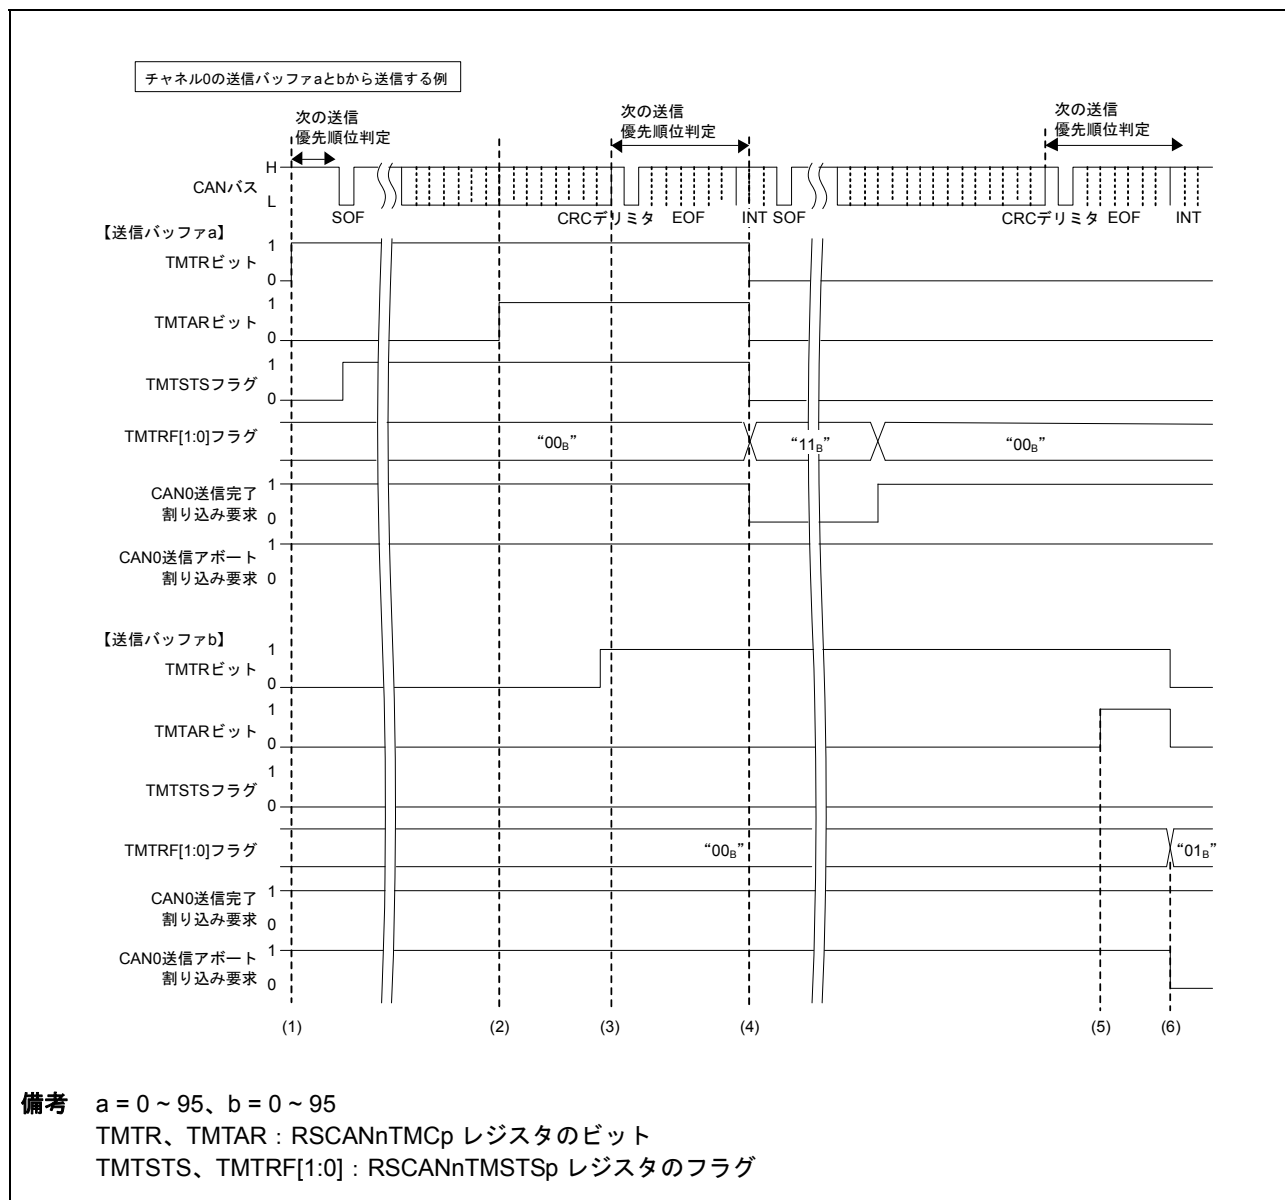 チャネル0の送信バッファaとbから送信する例
次の送信
優先順位判定
次の送信
優先順位判定
次の送信
優先順位判定
H
CANバス
L
SOF
CRCデリミタ
EOF
INT
SOF
CRCデリミタ
EOF
INT
【送信バッファa】
1
TMTRビット
0
1
TMTARビット
0
1
TMTSTSフラグ
0
TMTRF[1:0]フラグ
“00B”
“11B”
“00B”
CAN0送信完了
割り込み要求
1
0
CAN0送信アボート
割り込み要求
1
0
【送信バッファb】
1
TMTRビット
0
1
TMTARビット
0
1
TMTSTSフラグ
0
TMTRF[1:0]フラグ
“00B”
“01B”
CAN0送信完了
割り込み要求
1
0
CAN0送信アボート
割り込み要求
1
0
(1)
(2)
(3)
(4)
(5)
(6)
備考 a = 0 ~ 95、b = 0 ~ 95
TMTR、TMTAR：RSCANnTMCp レジスタのビット
TMTSTS、TMTRF[1:0]：RSCANnTMSTSp レジスタのフラグ